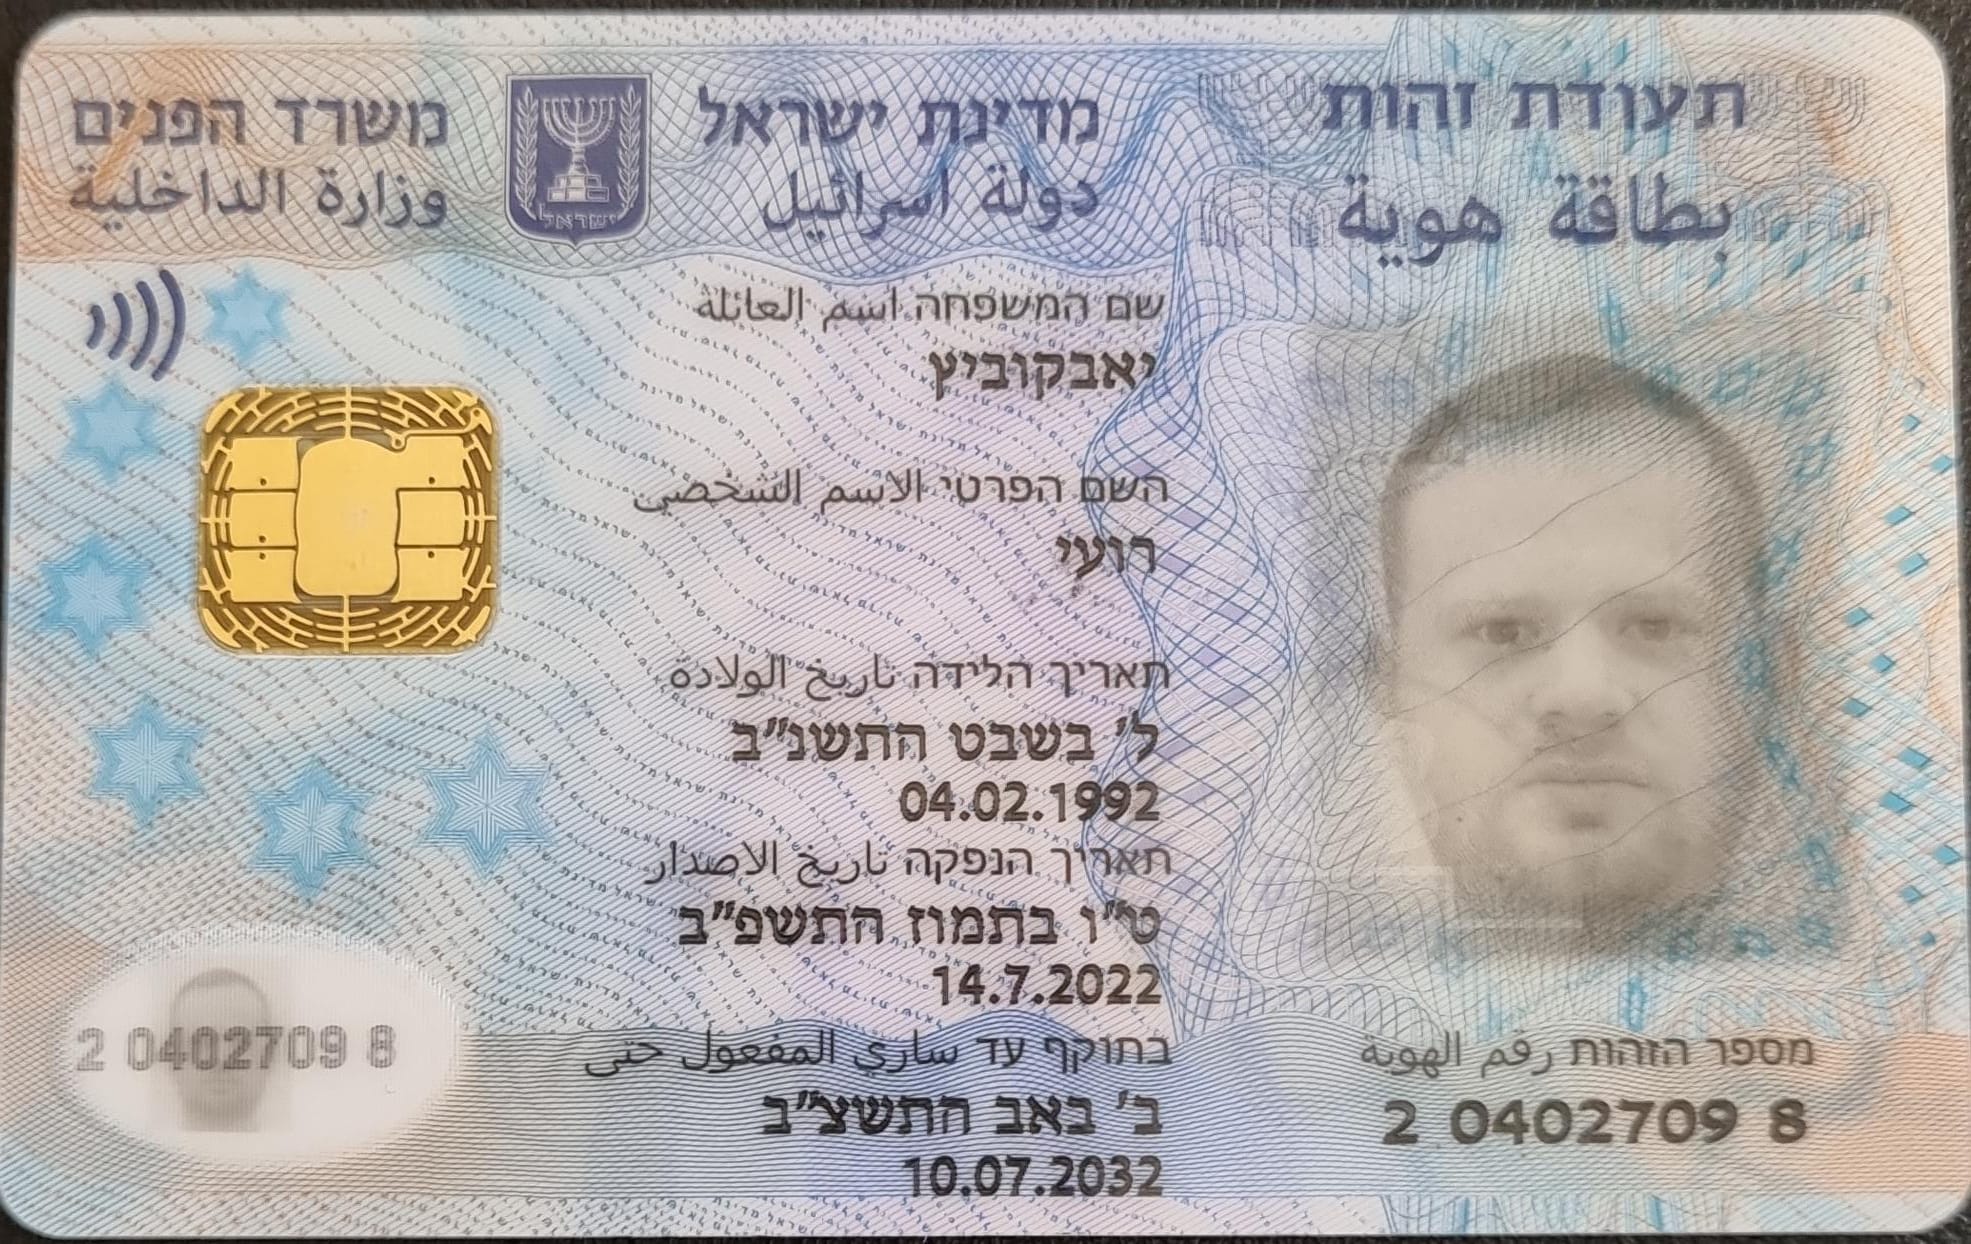 תעודת זהות
بطاقة هوية
מדינת ישראל
دولة اسرائيل
ישראל
משרד הפנים
وزارة الداخلية
שם המשפחה اسم العائلة
יאבקוביץ
השם הפרטי الاسم الشخصي
רועי
תאריך הלידה تاريخ الولادة
ל' בשבט התשנ"ב
04.02.1992
תאריך הנפקה تاريخ الاصدار
ט"ו בתמוז התשפ"ב
14.7.2022
בתוקף עד ساري المفعول حتى
ב' באב התשצ"ב
10.07.2032
מספר הזהות رقم الهوية
2 0402709 8
2 0402709 8